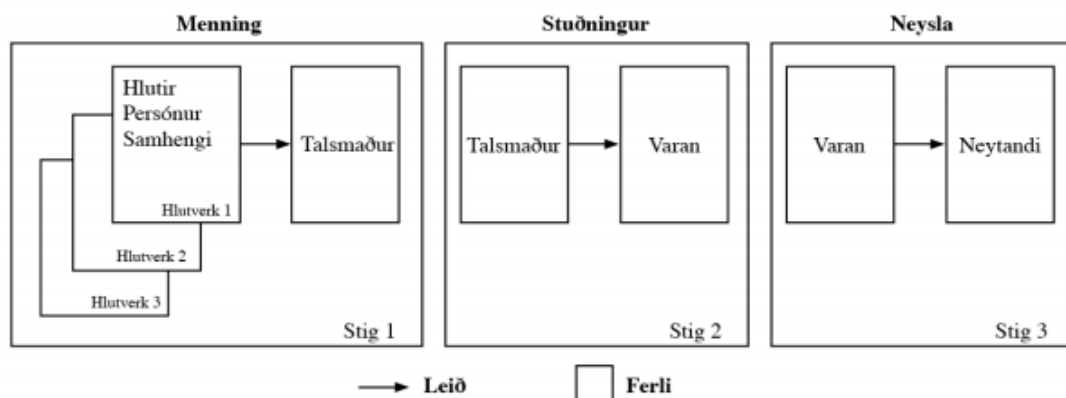 Menning
Stuðningur
Neysla
Hlutir
Persónur
Samhengi
Hlutverk 1
Hlutverk 2
Hlutverk 3
Talsmaður
Stig 1
Talsmaður
Varan
Stig 2
Varan
Neytandi
Stig 3
Leið
Ferli